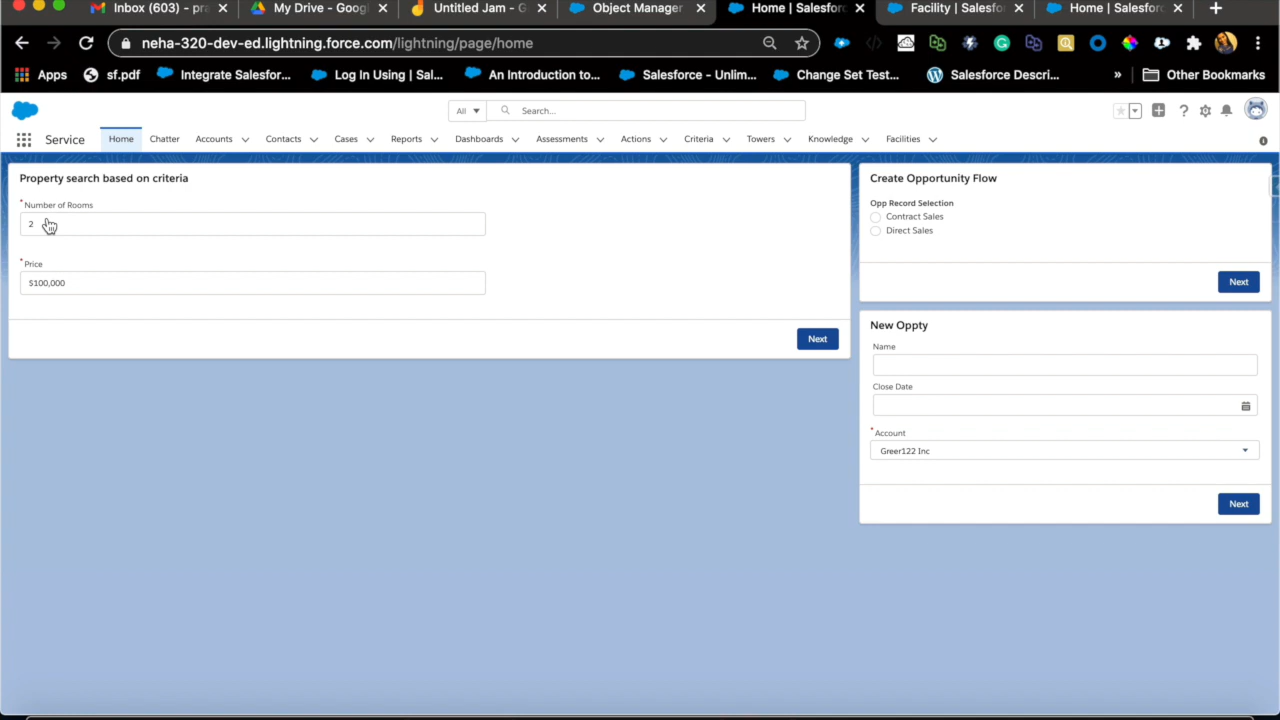 Inbox (603) - pra
My Drive - Googl
Untitled Jam - G
Object Manager
Home | Salesforc
Facility | Salesfor
Home | Salesforc
neha-320-dev-ed.lightning.force.com/lightning/page/home
Apps
sf.pdf
Integrate Salesfor...
Log In Using | Sal...
An Introduction to...
Salesforce - Unlim...
Change Set Test...
Salesforce Descri...
»
Other Bookmarks
All
Search...
Service
Home
Chatter
Accounts
Contacts
Cases
Reports
Dashboards
Assessments
Actions
Criteria
Towers
Knowledge
Facilities
Property search based on criteria
*Number of Rooms
2
*Price
$100,000
Next
Create Opportunity Flow
Opp Record Selection
Contract Sales
Direct Sales
Next
New Oppty
Name
Close Date
*Account
Greer122 Inc
Next